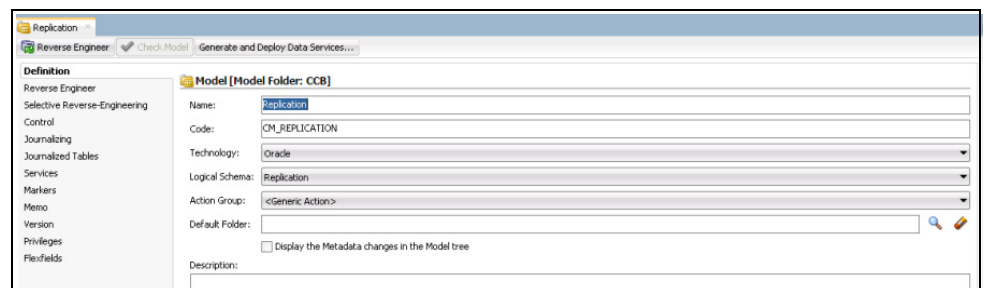 Replication
Reverse Engineer Check Model Generate and Deploy Data Services...
Definition
Reverse Engineer
Selective Reverse-Engineering
Control
Journalizing
Journalized Tables
Services
Markers
Memo
Version
Privileges
Flexfields
Model [Model Folder: CCB]
Name: Replication
Code: CM_REPLICATION
Technology: Oracle
Logical Schema: Replication
Action Group: <Generic Action>
Default Folder:
Display the Metadata changes in the Model tree
Description: